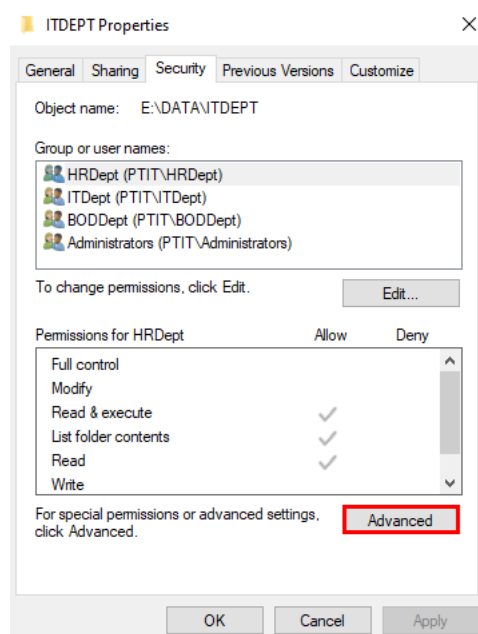 ITDEPT Properties
General Sharing Security Previous Versions Customize
Object name: E:\DATA\ITDEPT
Group or user names:
HRDept (PTIT\HRDept)
ITDept (PTIT\ITDept)
BODDept (PTIT\BODDept)
Administrators (PTIT\Administrators)
To change permissions, click Edit.
Edit...
Permissions for HRDept Allow Deny
Full control
Modify
Read & execute
List folder contents
Read
Write
For special permissions or advanced settings,
click Advanced.
Advanced
OK Cancel Apply